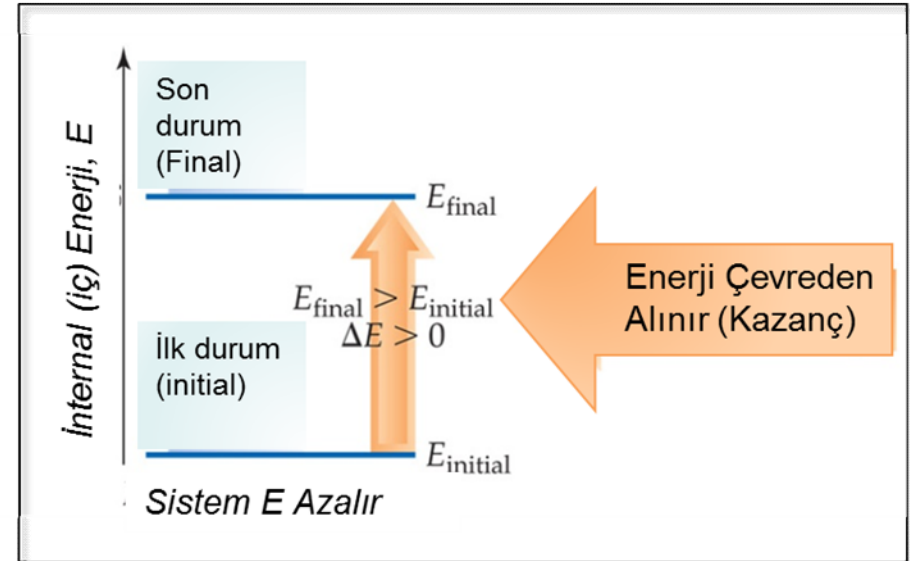 İnternal (iç) Enerji, E
Son
durum
(Final)
E_final
E_final > E_initial
ΔE > 0
Enerji Çevreden
Alınır (Kazanç)
İlk durum
(initial)
E_initial
Sistem E Azalır